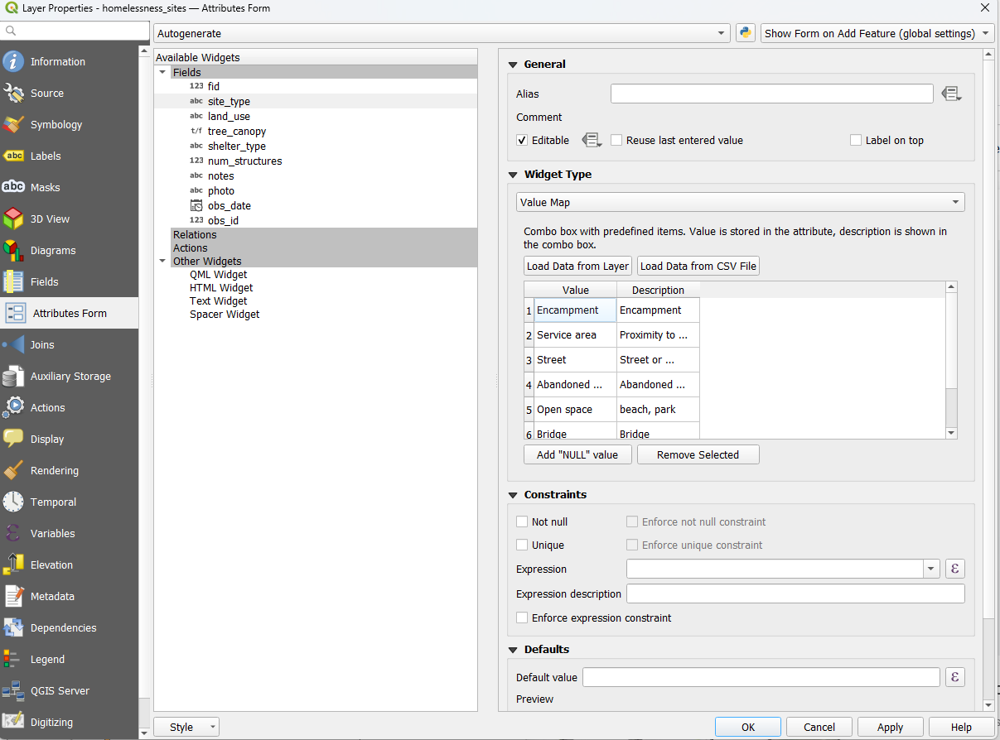 Layer Properties - homelessness_sites — Attributes Form
Autogenerate
Show Form on Add Feature (global settings)
Information
Source
Symbology
Labels
Masks
3D View
Diagrams
Fields
Attributes Form
Joins
Auxiliary Storage
Actions
Display
Rendering
Temporal
Variables
Elevation
Metadata
Dependencies
Legend
QGIS Server
Digitizing
Available Widgets
Fields
123 fid
abc site_type
abc land_use
t/f tree_canopy
abc shelter_type
123 num_structures
abc notes
abc photo
obs_date
123 obs_id
Relations
Actions
Other Widgets
QML Widget
HTML Widget
Text Widget
Spacer Widget
General
Alias
Comment
Editable Reuse last entered value Label on top
Widget Type
Value Map
Combo box with predefined items. Value is stored in the attribute, description is shown in
the combo box.
Load Data from Layer Load Data from CSV File
Value Description
1 Encampment Encampment
2 Service area Proximity to ...
3 Street Street or ...
4 Abandoned ... Abandoned ...
5 Open space beach, park
6 Bridge Bridge
Add "NULL" value Remove Selected
Constraints
Not null Enforce not null constraint
Unique Enforce unique constraint
Expression ε
Expression description
Enforce expression constraint
Defaults
Default value ε
Preview
Style OK Cancel Apply Help